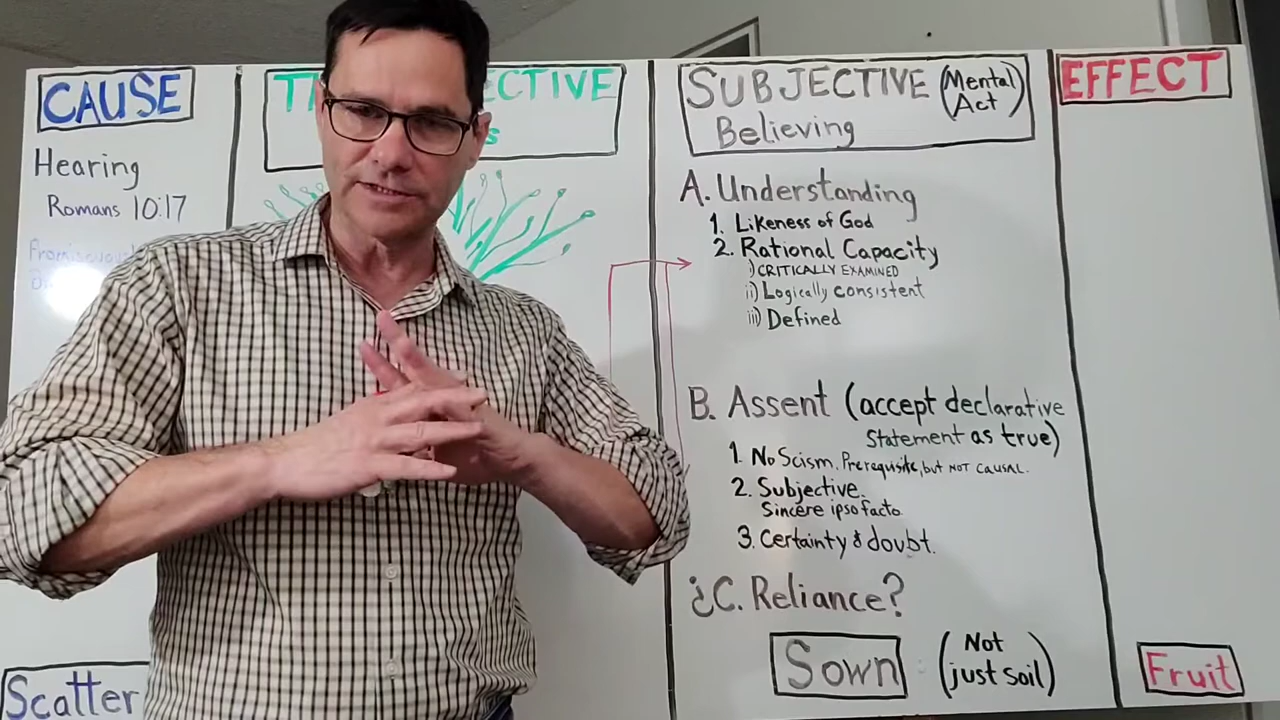 CAUSE
Hearing
Romans 10:17
Scatter
SUBJECTIVE (Mental Act)
Believing
A. Understanding
1. Likeness of God
2. Rational Capacity
i) CRITICALLY EXAMINED
ii) Logically consistent
iii) Defined
B. Assent (accept declarative
Statement as true)
1. No Scism. Prerequisite, but NOT CAUSAL.
2. Subjective.
Sincere ipso facto
3. Certainty & doubt.
¿C. Reliance?
Sown (Not just soil)
EFFECT
Fruit